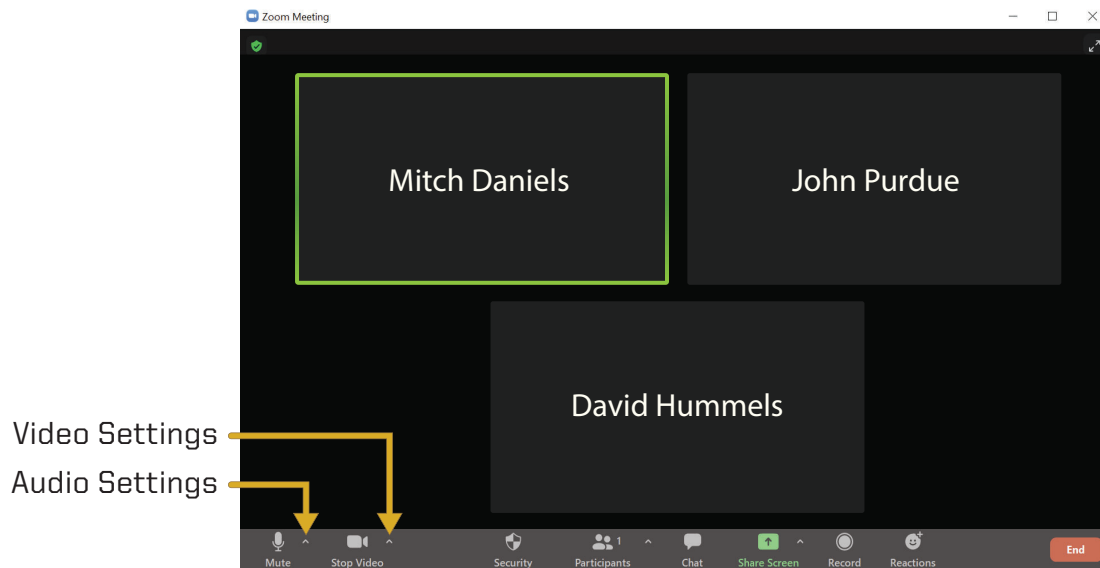 Zoom Meeting
Mitch Daniels
John Purdue
David Hummels
Video Settings
Audio Settings
Mute Stop Video Security Participants 1 Chat Share Screen Record Reactions End